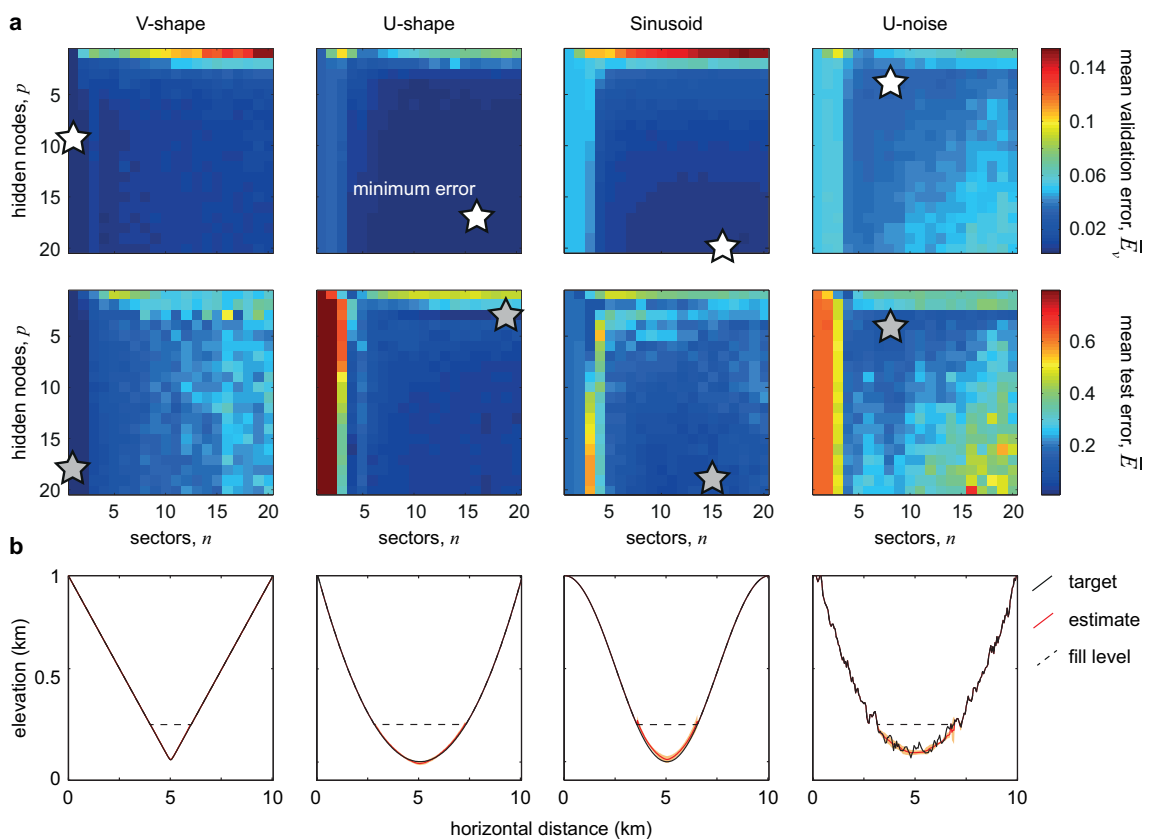 a
V-shape
U-shape
Sinusoid
U-noise
hidden nodes, p
5
10
15
20
minimum error
0.14
0.1
0.06
0.02
mean validation error, E̅ᵥ
hidden nodes, p
5
10
15
20
5 10 15 20
5 10 15 20
5 10 15 20
5 10 15 20
sectors, n
sectors, n
sectors, n
sectors, n
0.6
0.4
0.2
mean test error, E̅
b
elevation (km)
1
0.5
0
0 5 10
0 5 10
0 5 10
0 5 10
horizontal distance (km)
target
estimate
fill level